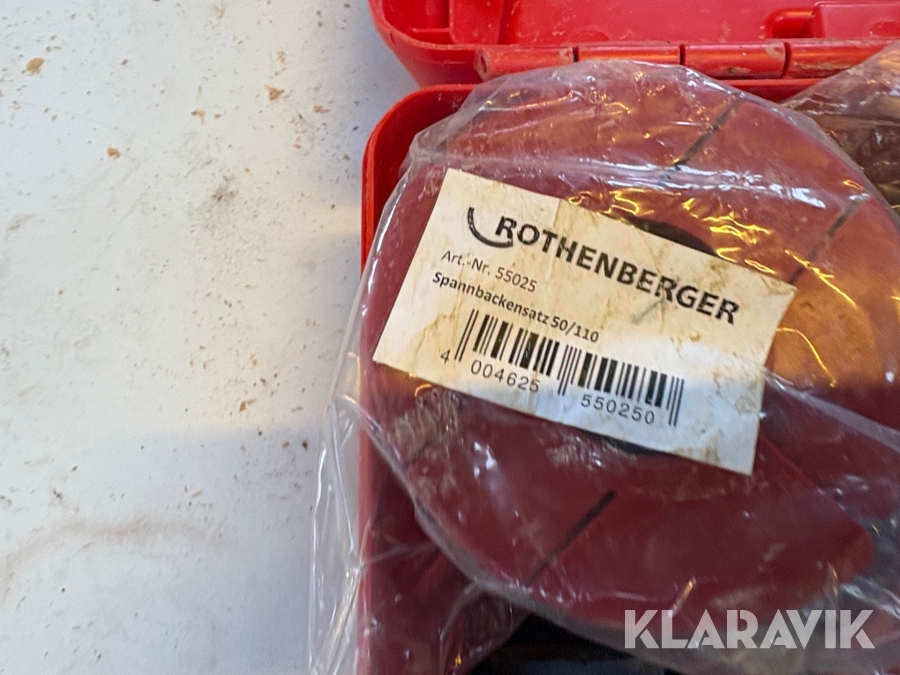 ROTHENBERGER
Art.-Nr. 55025
Spannbackensatz 50/110
4 004625 550250
KLARAVIK